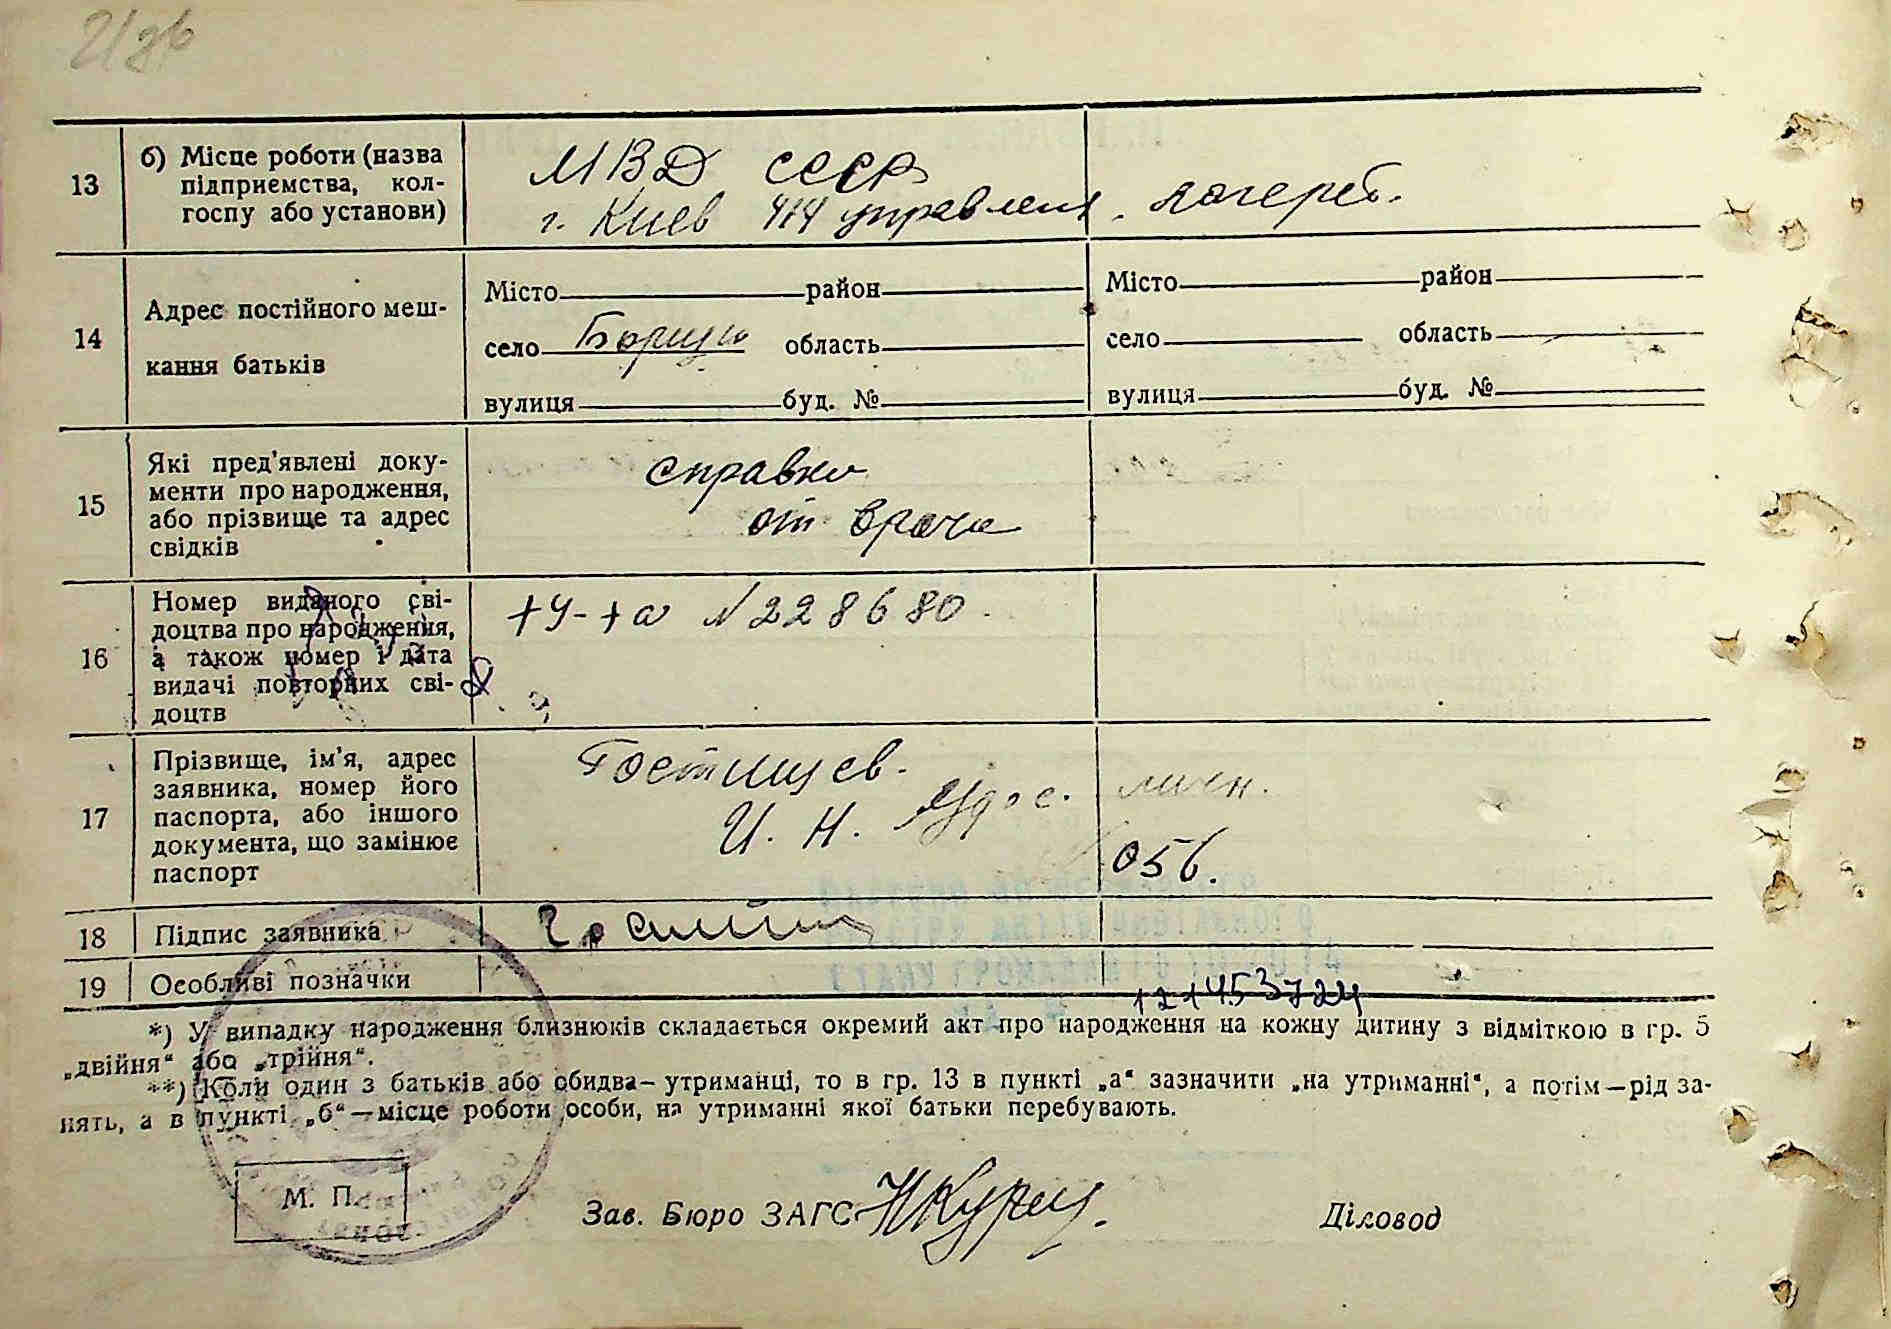 13
б) Місце роботи (назва
підприємства, кол-
госпу або установи)
МВД СССР
г. Киев 414 управлен. лагерей.
14
Адрес постійного меш-
кання батьків
Місто район
село область
вулиця буд. №
Місто район
село область
вулиця буд. №
15
Які пред'явлені доку-
менти про народження,
або прізвище та адрес
свідків
справка
от врача
16
Номер виданого сві-
доцтва про народження,
а також номер і дата
видачі повторних сві-
доцтв
N 228680
17
Прізвище, ім'я, адрес
заявника, номер його
паспорта, або іншого
документа, що замінює
паспорт
Гостищев
И. Н. удос. личн.
056.
18
Підпис заявника
19
Особливі позначки
*) У випадку народження близнюків складається окремий акт про народження на кожну дитину з відміткою в гр. 5
„двійня“ або „трійня“.
**) Коли один з батьків або обидва—утриманці, то в гр. 13 в пункті „а“ зазначити „на утриманні“, а потім—рід за-
нять, а в пункті „б“—місце роботи особи, на утриманні якої батьки перебувають.
М. П.
Зав. Бюро ЗАГС
Діловод